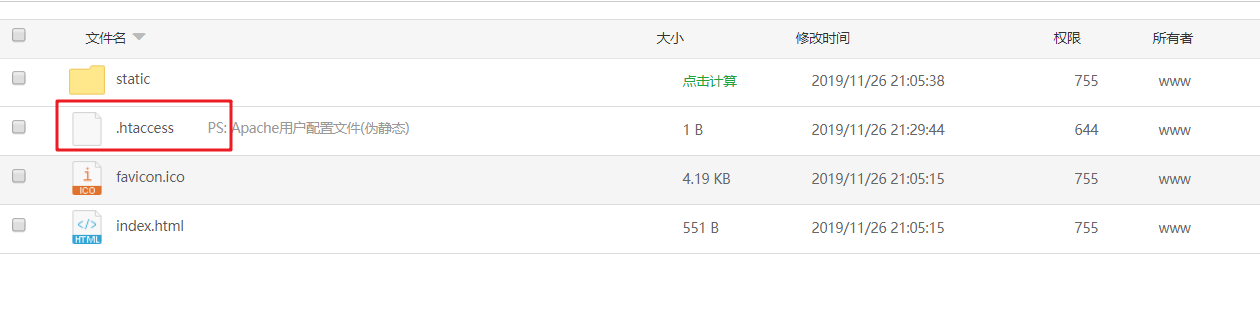 文件名 大小 修改时间 权限 所有者
static 点击计算 2019/11/26 21:05:38 755 www
.htaccess PS: Apache用户配置文件(伪静态) 1 B 2019/11/26 21:29:44 644 www
i ICO favicon.ico 4.19 KB 2019/11/26 21:05:15 755 www
</> HTML index.html 551 B 2019/11/26 21:05:15 755 www